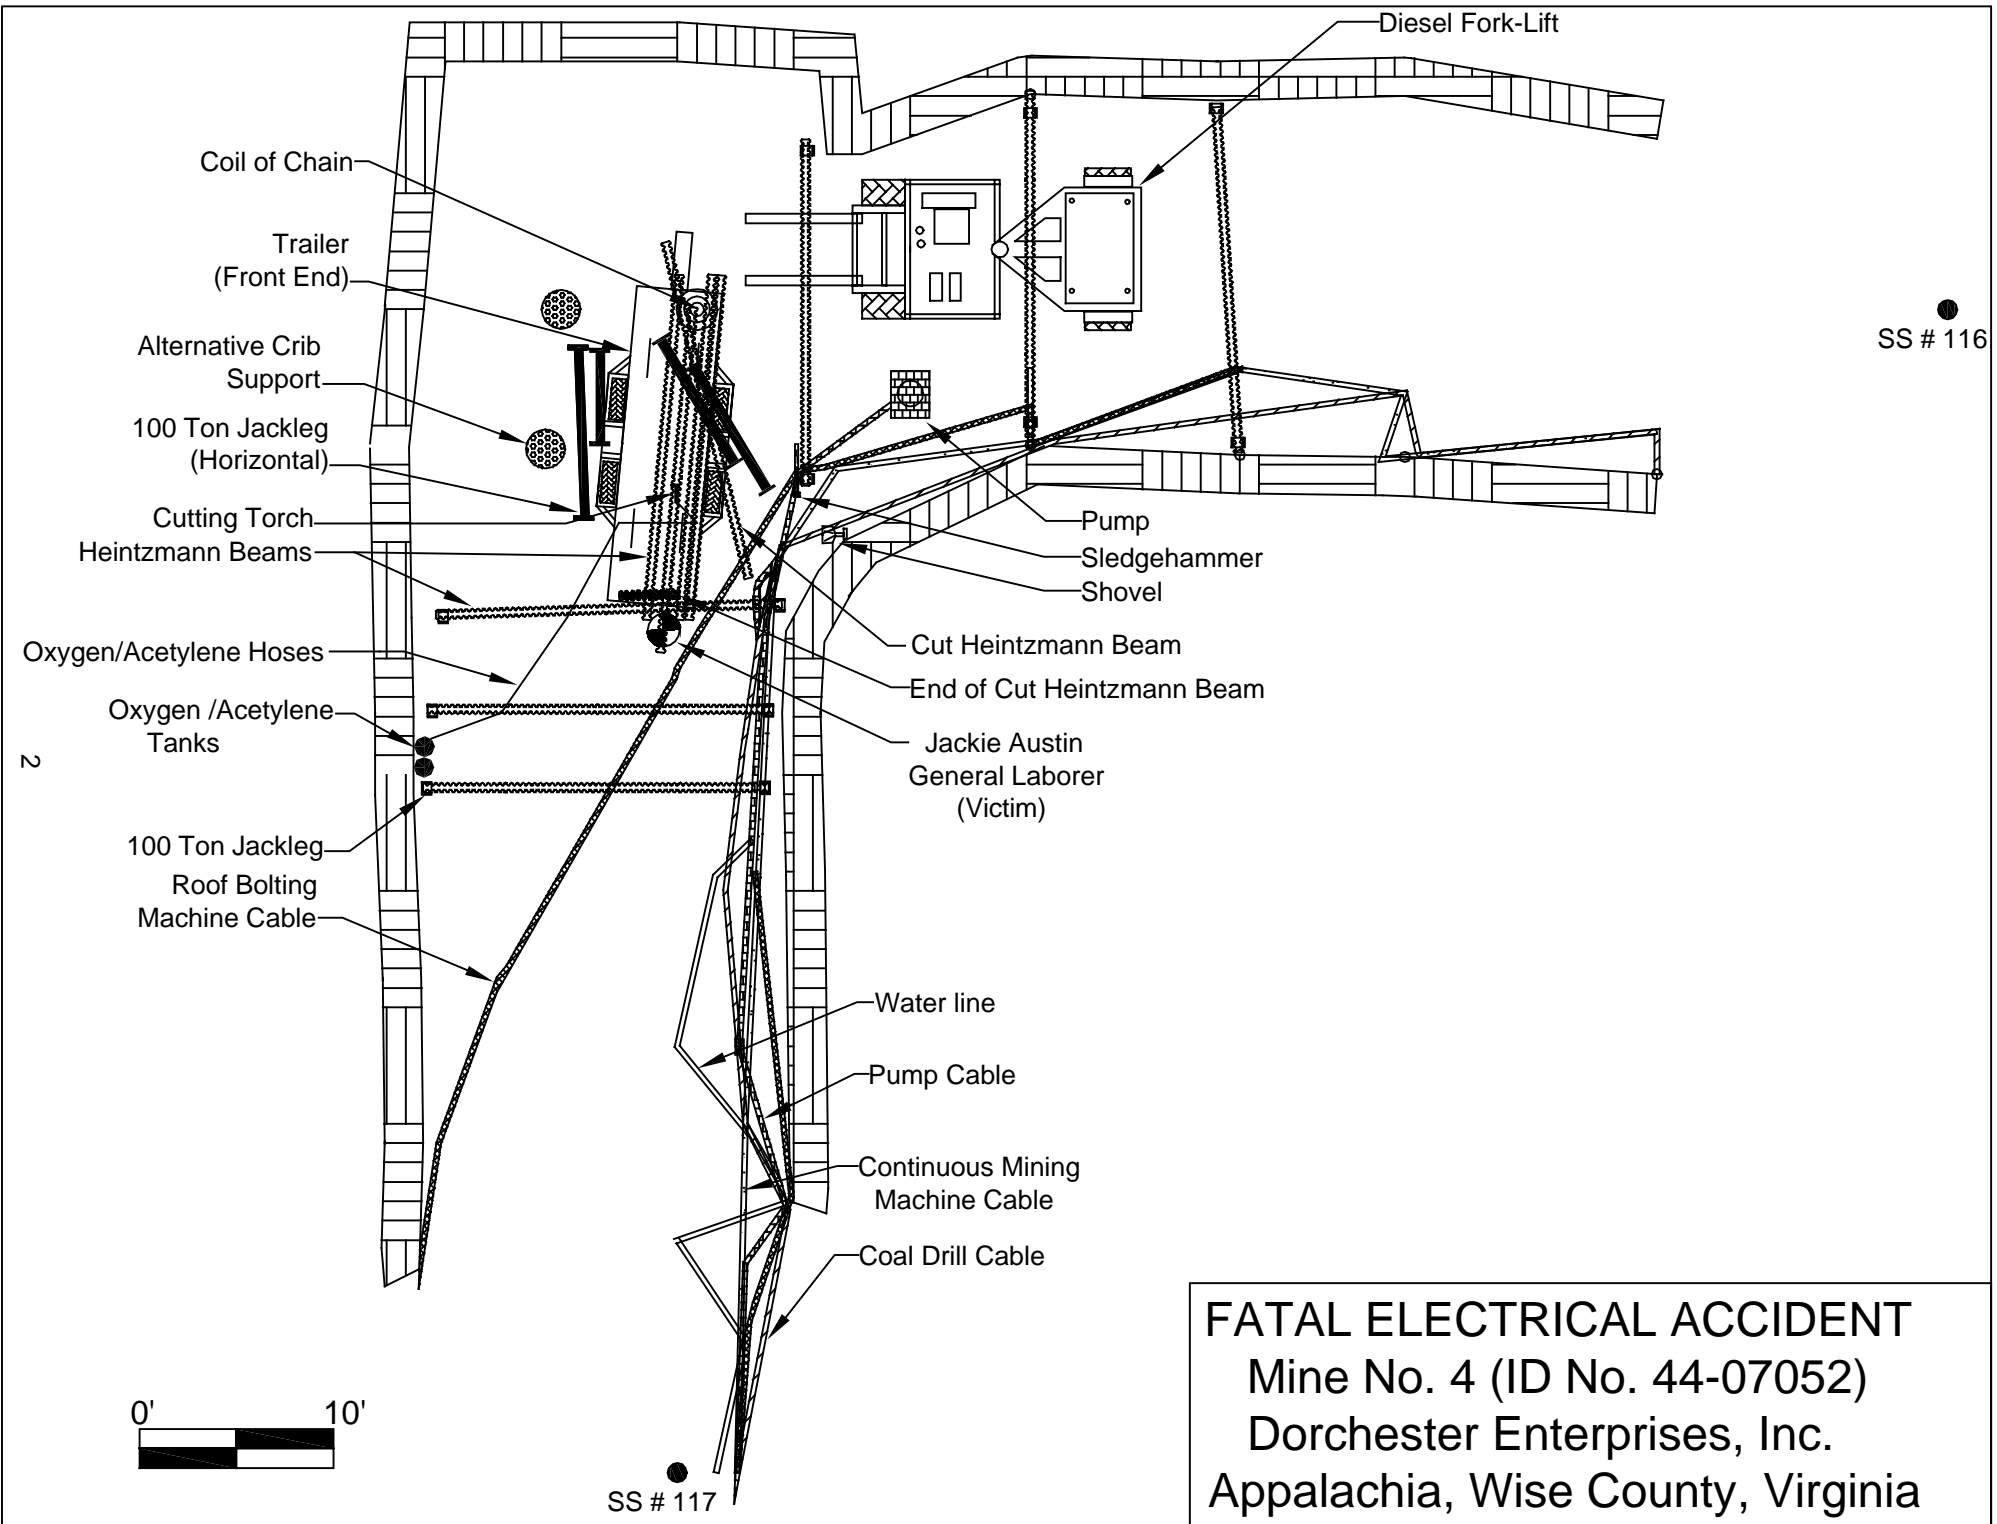 Diesel Fork-Lift
Coil of Chain
Trailer
(Front End)
SS # 116
Alternative Crib
Support
100 Ton Jackleg
(Horizontal)
Cutting Torch
Heintzmann Beams
Pump
Sledgehammer
Shovel
Oxygen/Acetylene Hoses
Cut Heintzmann Beam
End of Cut Heintzmann Beam
Oxygen /Acetylene
Tanks
Jackie Austin
General Laborer
(Victim)
2
100 Ton Jackleg
Roof Bolting
Machine Cable
Water line
Pump Cable
Continuous Mining
Machine Cable
Coal Drill Cable
0' 10'
SS # 117
FATAL ELECTRICAL ACCIDENT
Mine No. 4 (ID No. 44-07052)
Dorchester Enterprises, Inc.
Appalachia, Wise County, Virginia